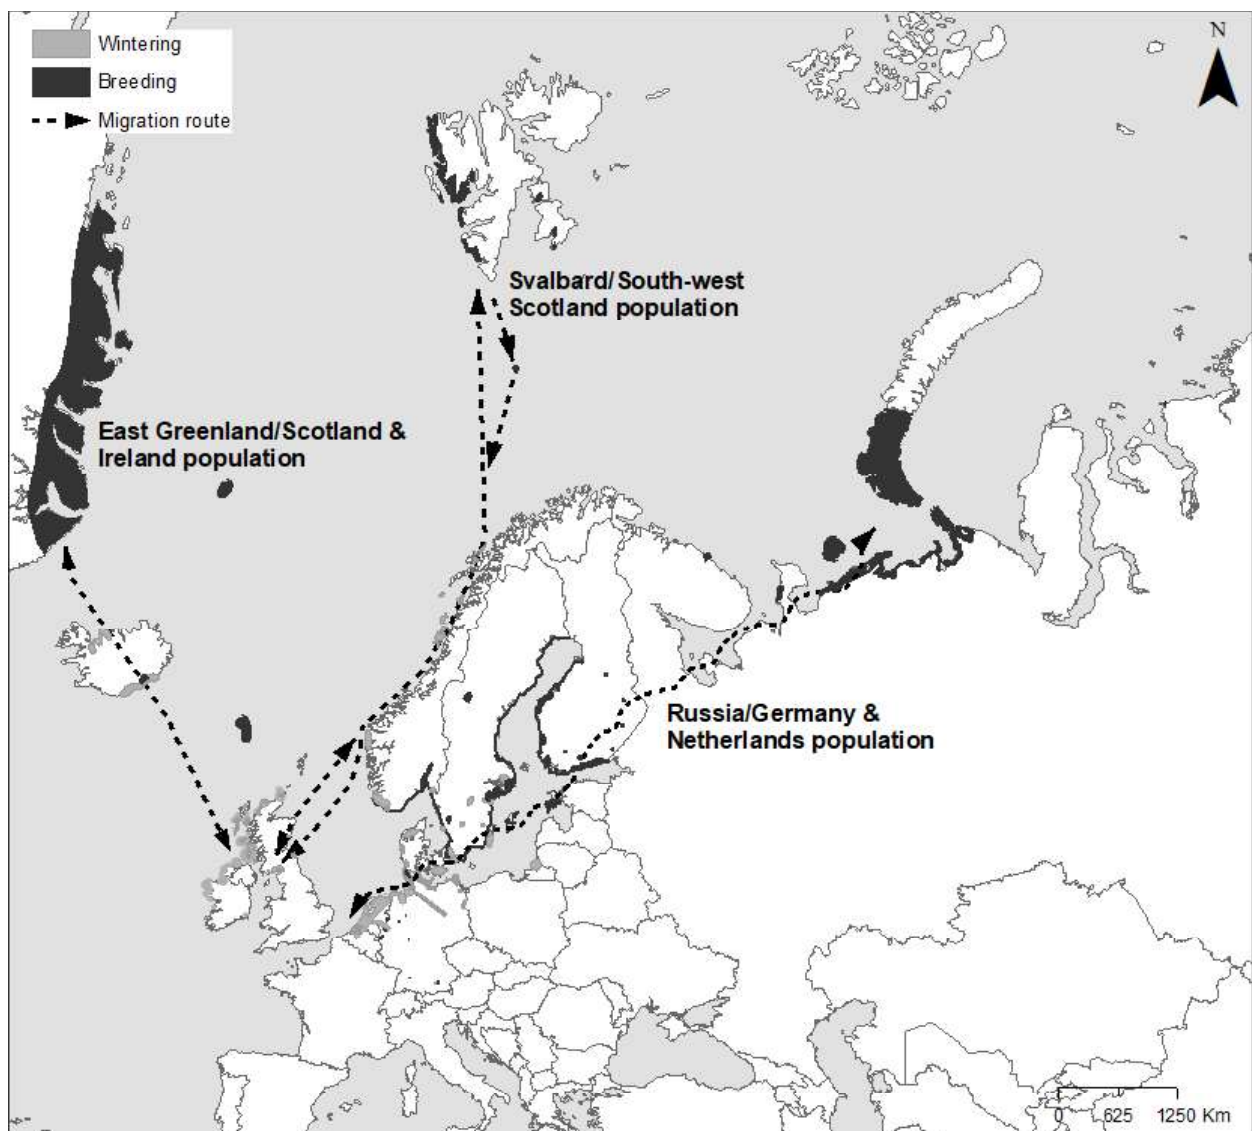 Wintering
Breeding
Migration route
N
Svalbard/South-west
Scotland population
East Greenland/Scotland &
Ireland population
Russia/Germany &
Netherlands population
0 625 1250 Km